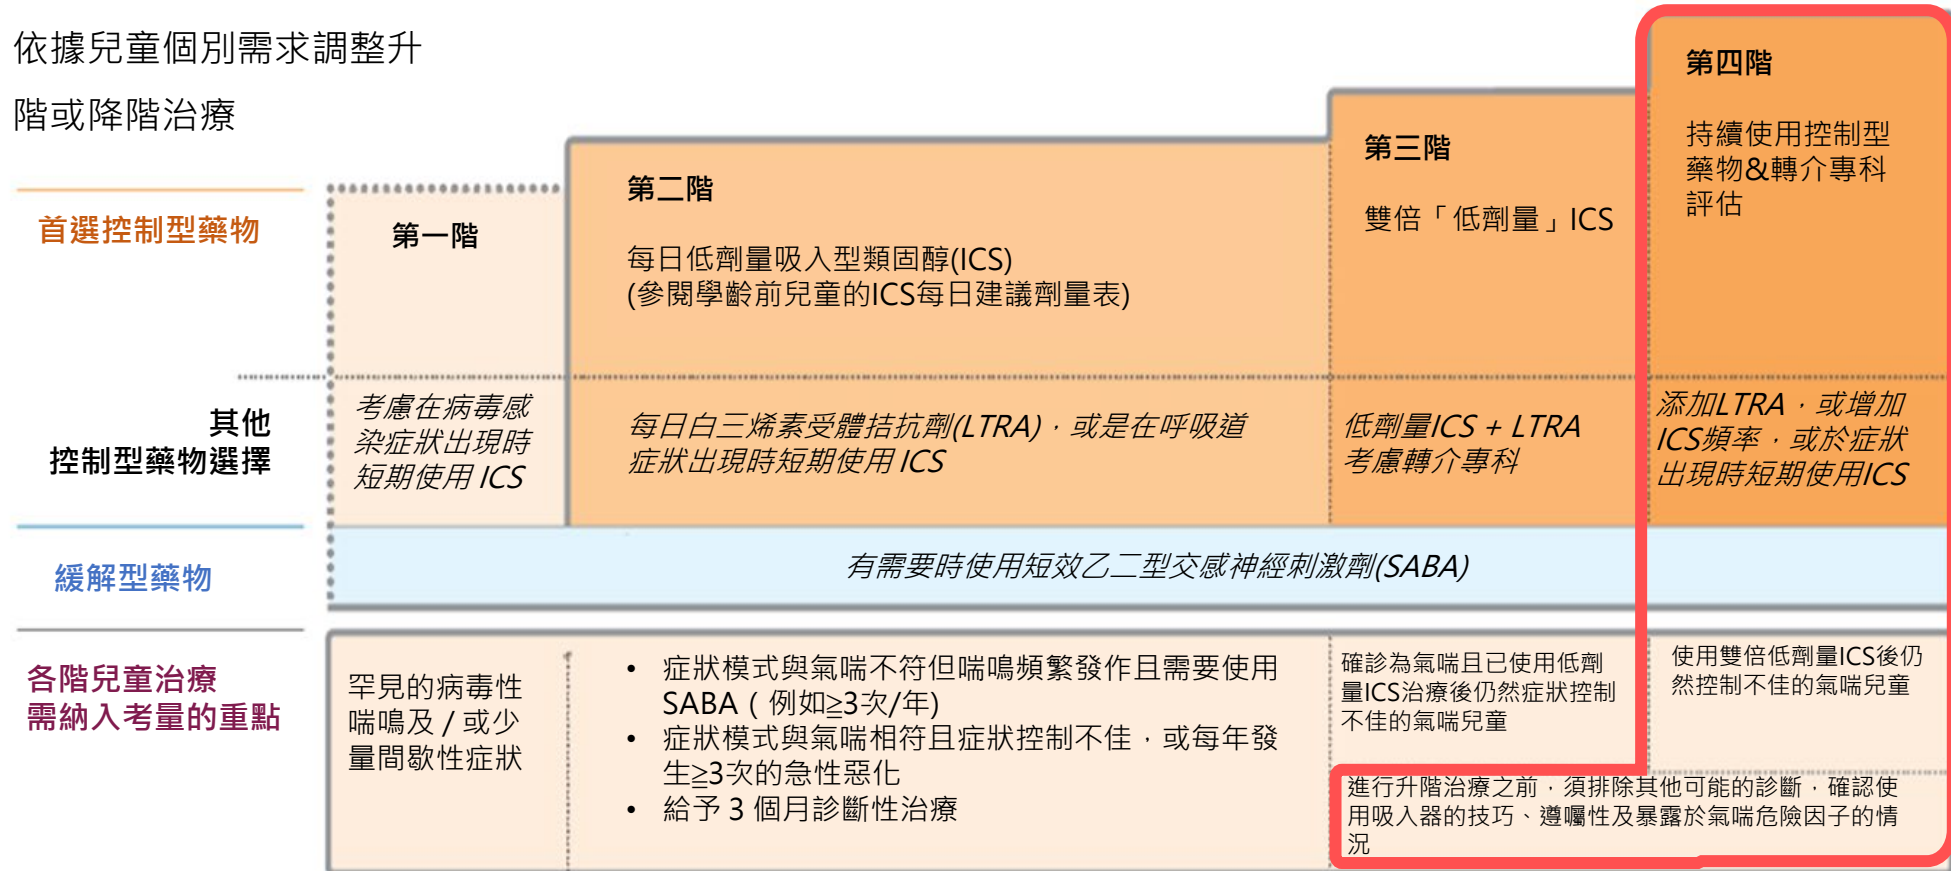 依據兒童個別需求調整升
階或降階治療
首選控制型藥物
第一階
第二階
每日低劑量吸入型類固醇(ICS)
(參閱學齡前兒童的ICS每日建議劑量表)
第三階
雙倍「低劑量」ICS
第四階
持續使用控制型
藥物&轉介專科
評估
其他
控制型藥物選擇
考慮在病毒感
染症狀出現時
短期使用 ICS
每日白三烯素受體拮抗劑(LTRA)，或是在呼吸道
症狀出現時短期使用 ICS
低劑量ICS + LTRA
考慮轉介專科
添加LTRA，或增加
ICS頻率，或於症狀
出現時短期使用ICS
緩解型藥物
有需要時使用短效乙二型交感神經刺激劑(SABA)
各階兒童治療
需納入考量的重點
罕見的病毒性
喘鳴及 / 或少
量間歇性症狀
• 症狀模式與氣喘不符但喘鳴頻繁發作且需要使用
SABA（例如≥3次/年)
• 症狀模式與氣喘相符且症狀控制不佳，或每年發
生≥3次的急性惡化
• 給予 3 個月診斷性治療
確診為氣喘且已使用低劑
量ICS治療後仍然症狀控制
不佳的氣喘兒童
使用雙倍低劑量ICS後仍
然控制不佳的氣喘兒童
進行升階治療之前，須排除其他可能的診斷，確認使
用吸入器的技巧、遵囑性及暴露於氣喘危險因子的情
況